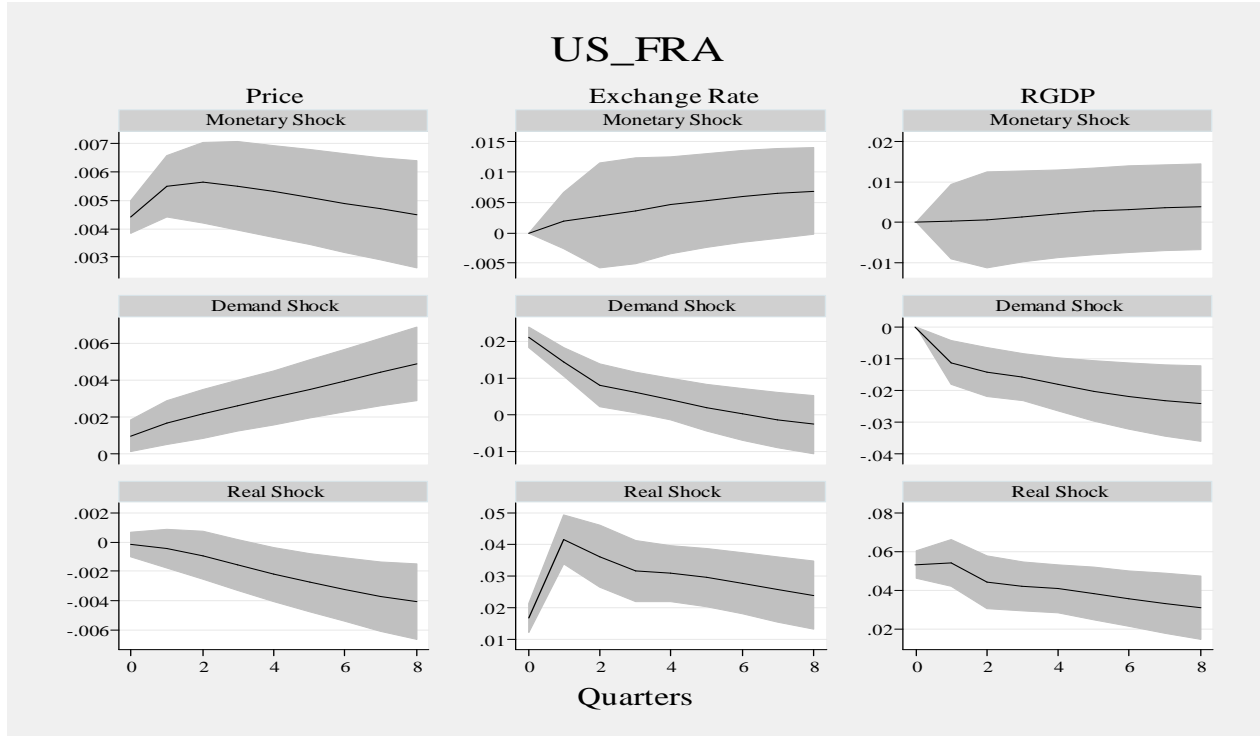 US_FRA
Price
Exchange Rate
RGDP
Monetary Shock
Monetary Shock
Monetary Shock
.007
.006
.005
.004
.003
.015
.01
.005
0
-.005
.02
.01
0
-.01
Demand Shock
Demand Shock
Demand Shock
.006
.004
.002
0
.02
.01
0
-.01
0
-.01
-.02
-.03
-.04
Real Shock
Real Shock
Real Shock
.002
0
-.002
-.004
-.006
.05
.04
.03
.02
.01
.08
.06
.04
.02
0 2 4 6 8
0 2 4 6 8
0 2 4 6 8
Quarters